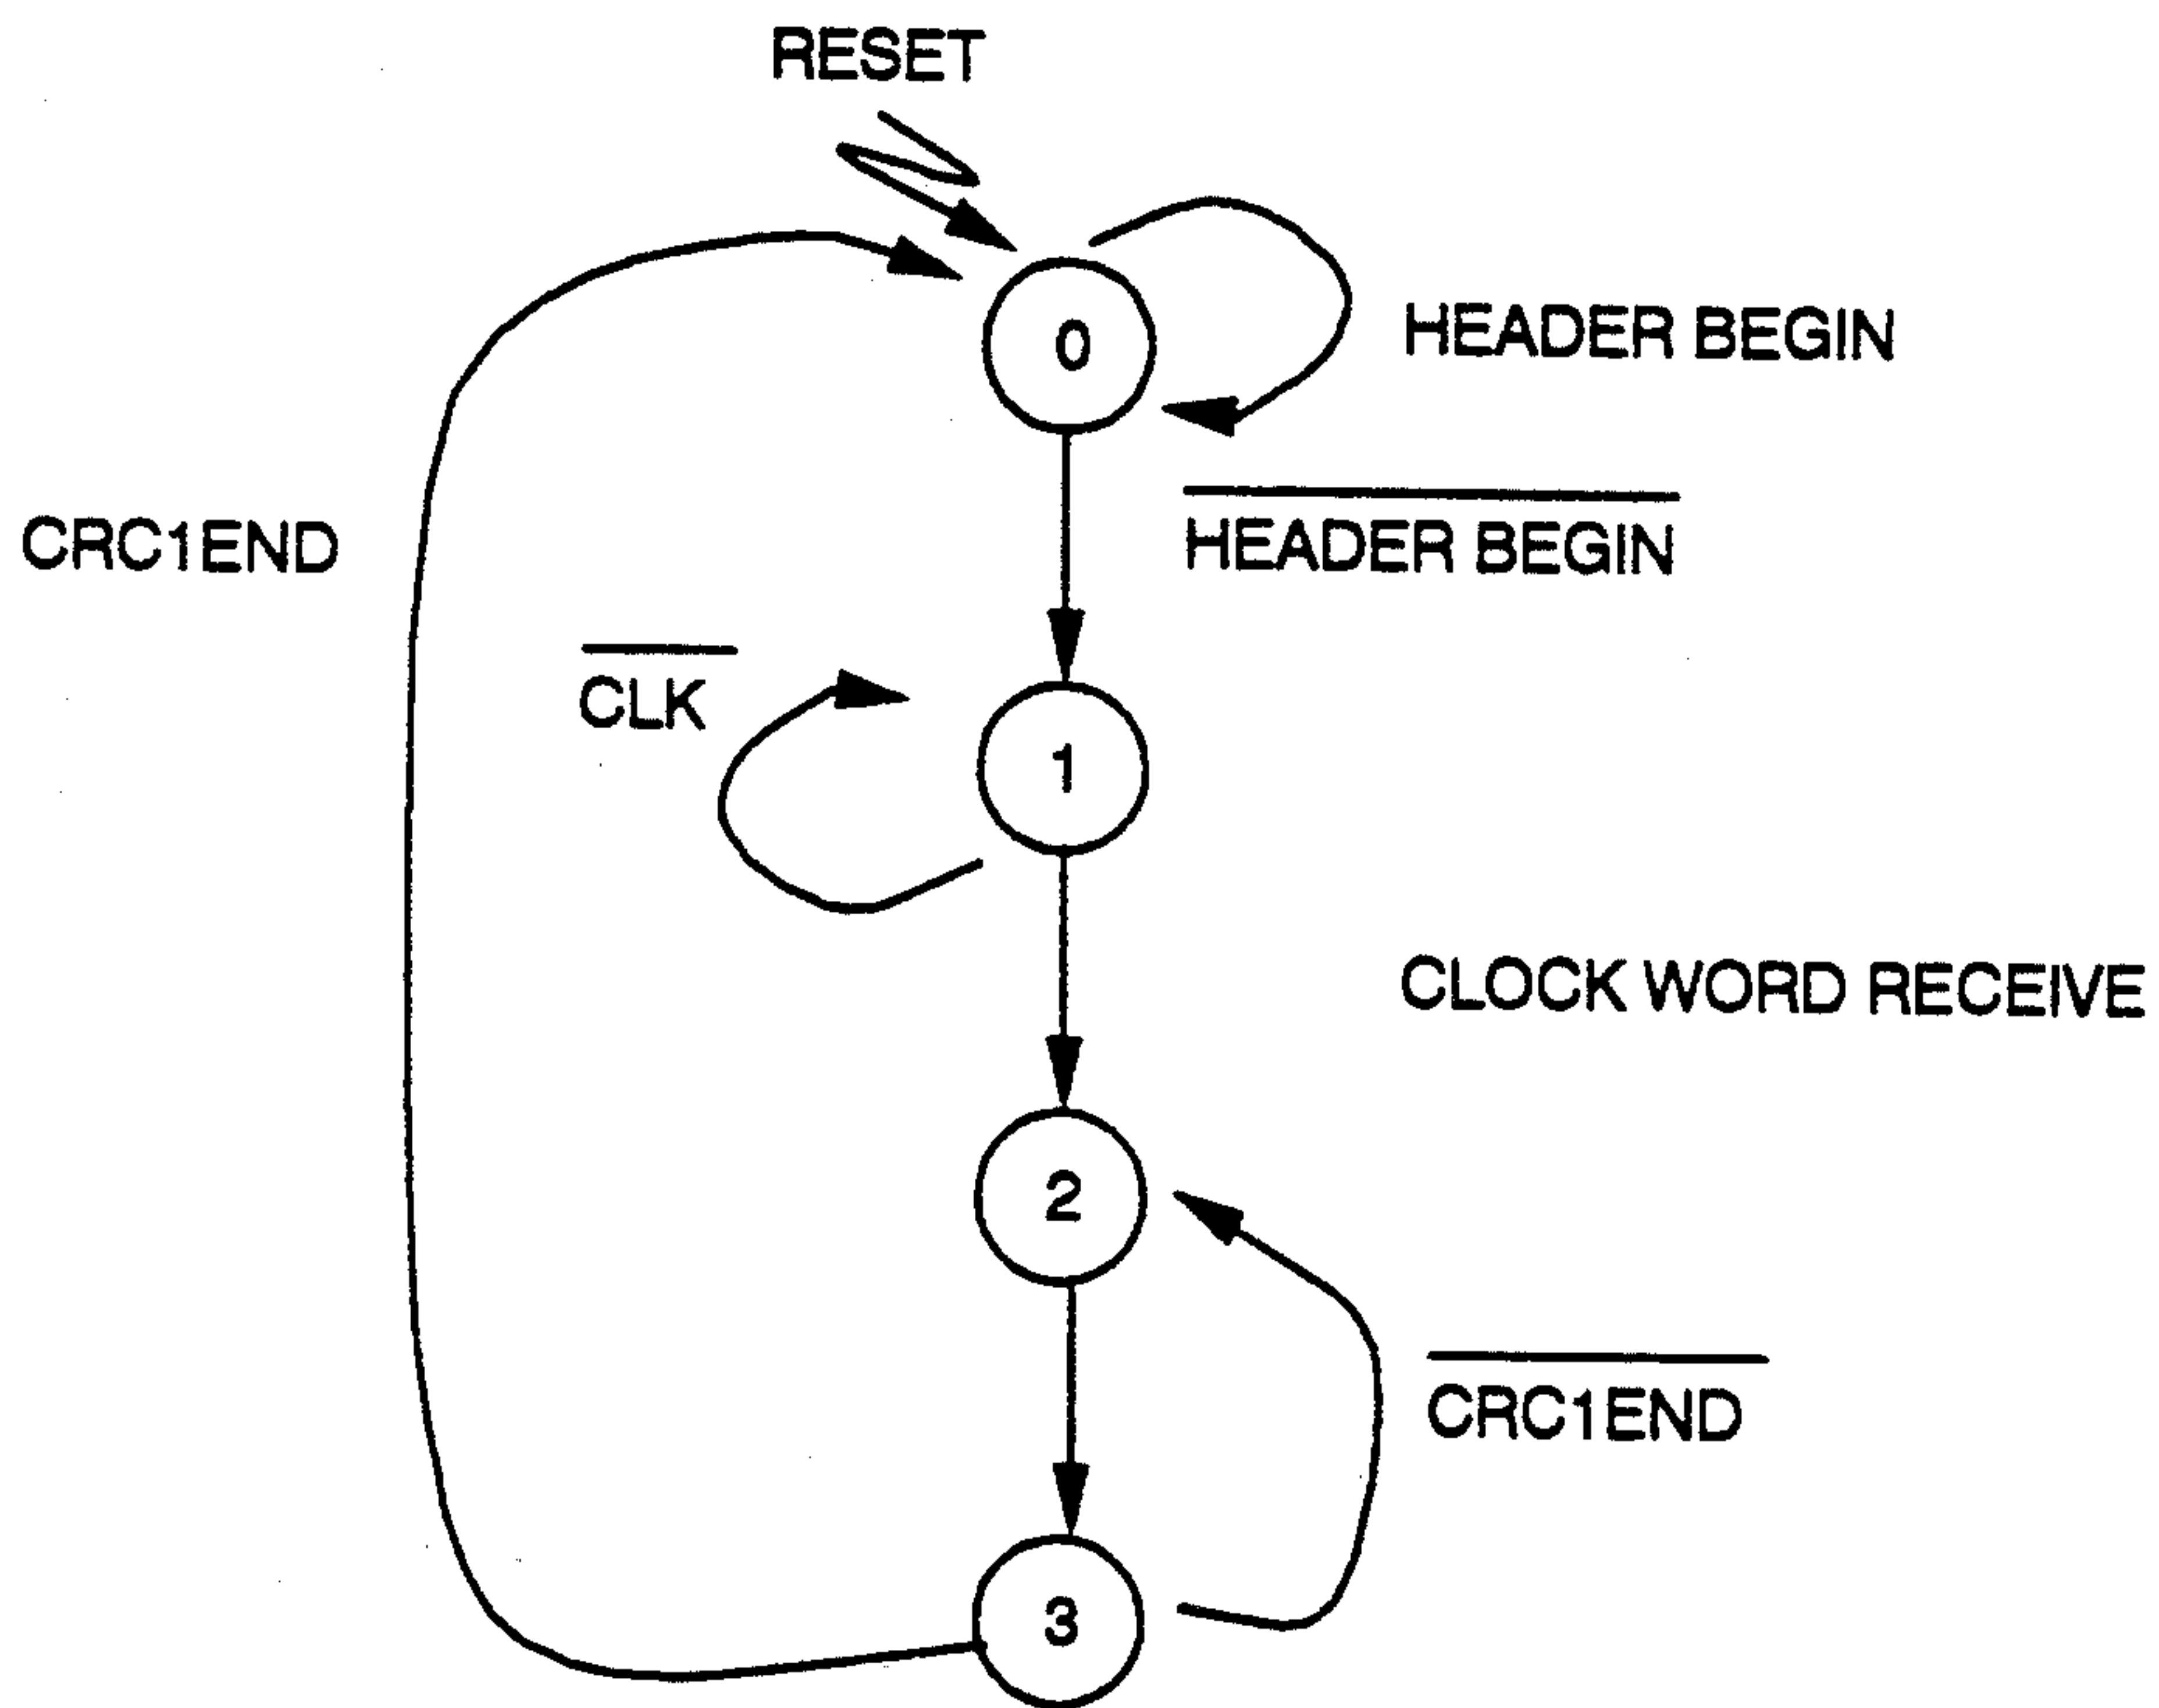 RESET
0
HEADER BEGIN
HEADER BEGIN
CRC1END
CLK
1
CLOCK WORD RECEIVE
2
CRC1END
3